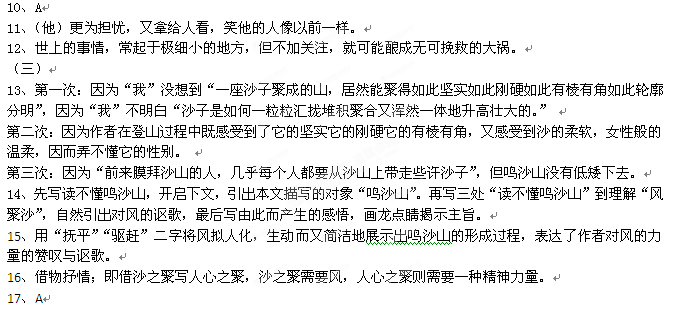 10、A
11、（他）更为担忧，又拿给人看，笑他的人像以前一样。
12、世上的事情，常起于极细小的地方，但不加关注，就可能酿成无可挽救的大祸。
（三）
13、第一次：因为“我”没想到“一座沙子聚成的山，居然能聚得如此坚实如此刚硬如此有棱有角如此轮廓
分明”，因为“我”不明白“沙子是如何一粒粒汇拢堆积聚合又浑然一体地升高壮大的。”
第二次：因为作者在登山过程中既感受到了它的坚实它的刚硬它的有棱有角，又感受到沙的柔软，女性般的
温柔，因而弄不懂它的性别。
第三次：因为“前来膜拜沙山的人，几乎每个人都要从沙山上带走些许沙子”，但鸣沙山没有低矮下去。
14、先写读不懂鸣沙山，开启下文，引出本文描写的对象“鸣沙山”。再写三处“读不懂鸣沙山”到理解“风
聚沙”，自然引出对风的讴歌，最后写由此而产生的感悟，画龙点睛揭示主旨。
15、用“抚平”“驱赶”二字将风拟人化，生动而又简洁地展示出鸣沙山的形成过程，表达了作者对风的力
量的赞叹与讴歌。
16、借物抒情；即借沙之聚写人心之聚，沙之聚需要风，人心之聚则需要一种精神力量。
17、A